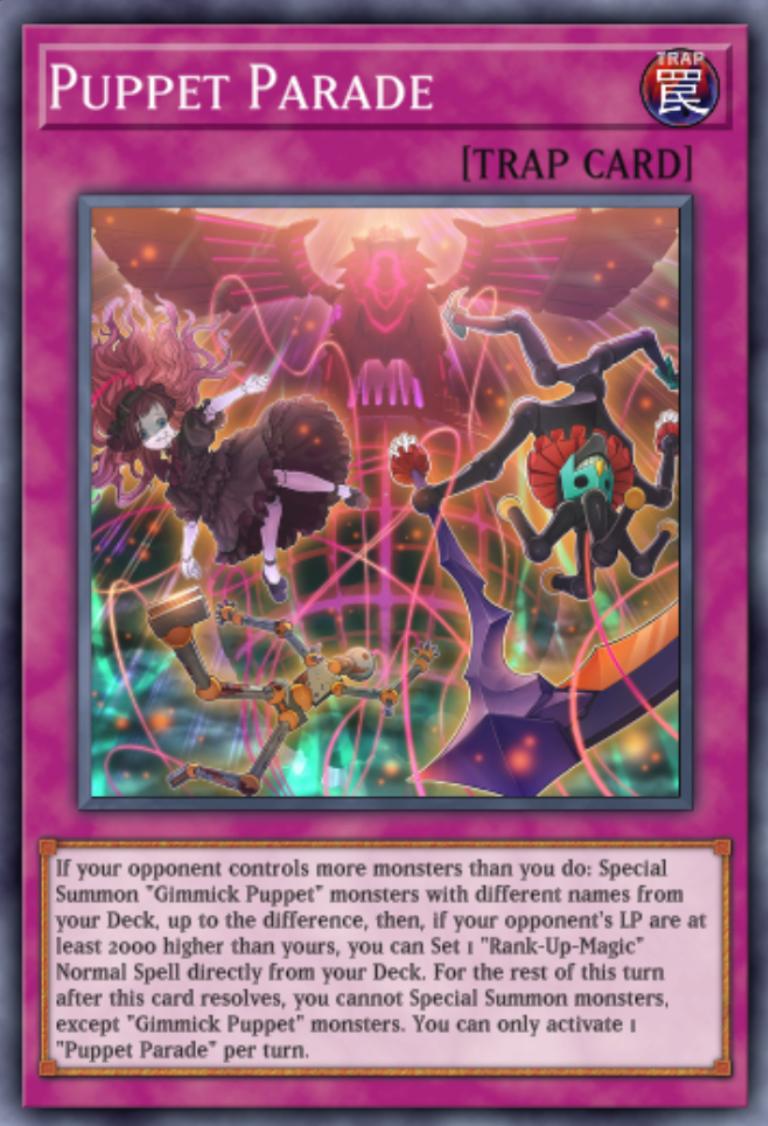 PUPPET PARADE
TRAP
罠
[TRAP CARD]
If your opponent controls more monsters than you do: Special
Summon "Gimmick Puppet" monsters with different names from
your Deck, up to the difference, then, if your opponent's LP are at
least 2000 higher than yours, you can Set 1 "Rank-Up-Magic"
Normal Spell directly from your Deck. For the rest of this turn
after this card resolves, you cannot Special Summon monsters,
except "Gimmick Puppet" monsters. You can only activate 1
"Puppet Parade" per turn.